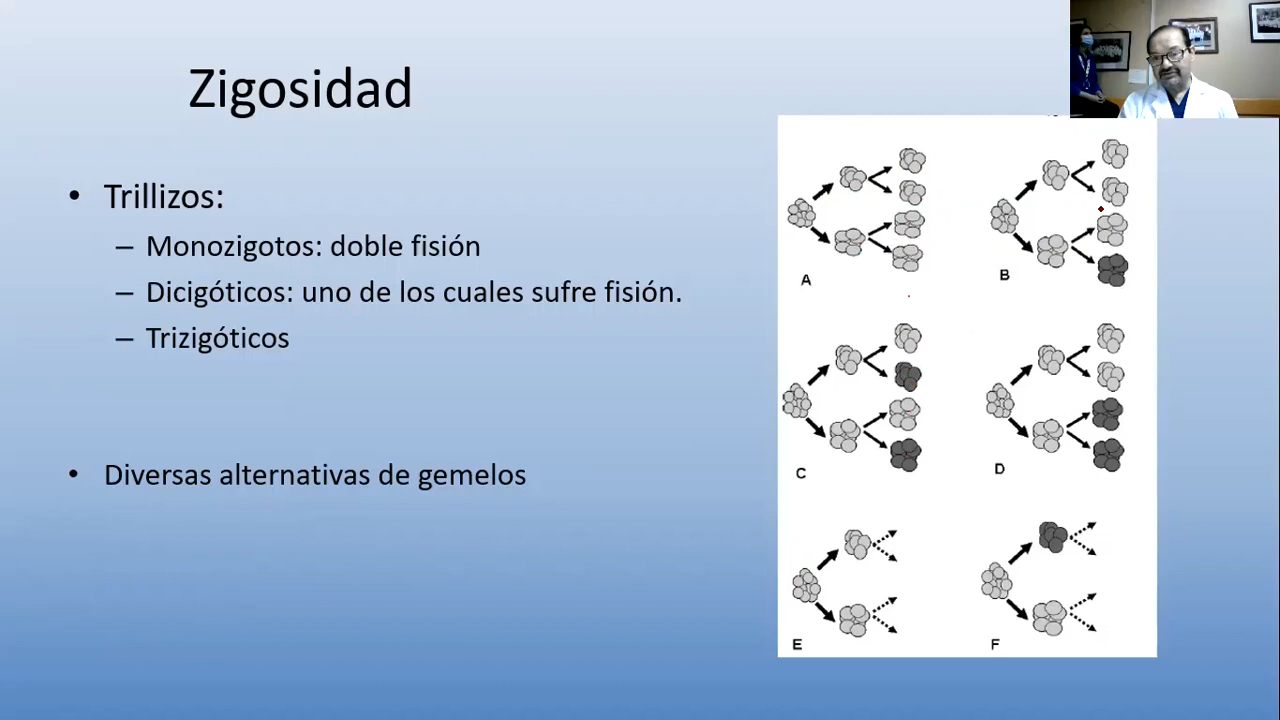 Zigosidad
• Trillizos:
– Monozigotos: doble fisión
– Dicigóticos: uno de los cuales sufre fisión.
– Trizigóticos
• Diversas alternativas de gemelos
A
B
C
D
E
F